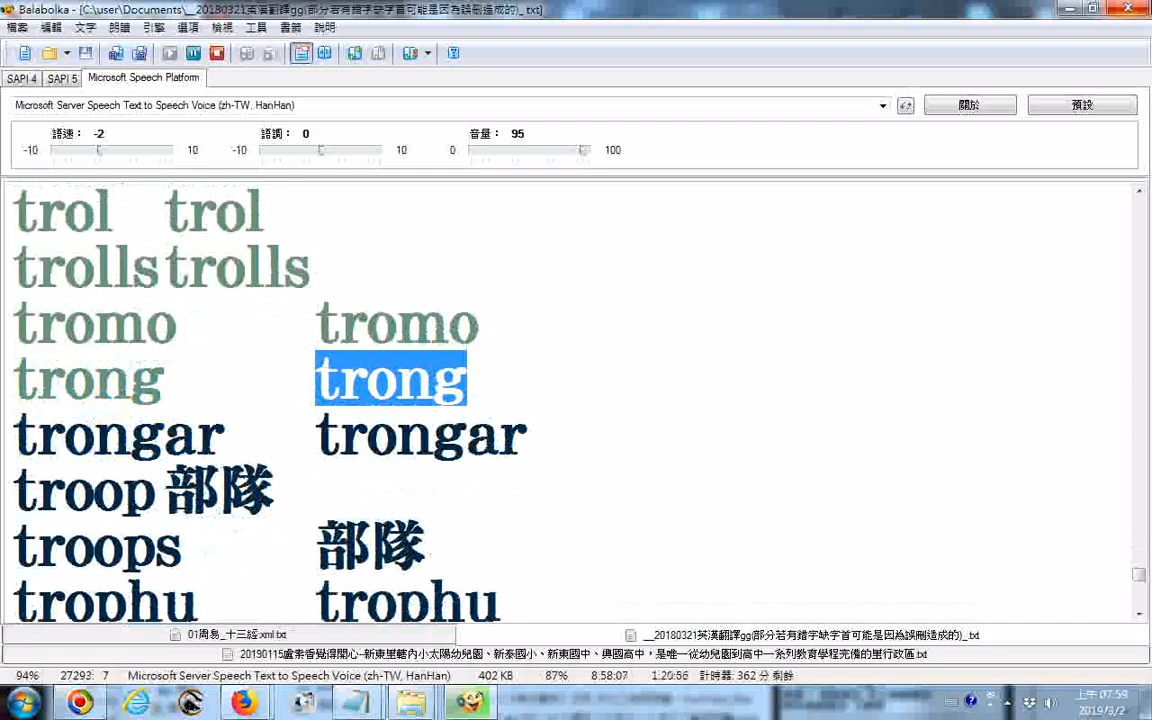 Balabolka - [C:\user\Documents\__20180321英漢翻譯gg(部分若有錯字缺字首可能是因為誤刪造成的)_.txt]
檔案 編輯 文字 朗讀 引擎 選項 檢視 工具 書籤 說明
SAPI 4 SAPI 5 Microsoft Speech Platform
Microsoft Server Speech Text to Speech Voice (zh-TW, HanHan) 關於 預設
語速： -2 語調： 0 音量： 95
-10 10 -10 10 0 100
trol trol
trolls trolls
tromo tromo
trong trong
trongar trongar
troop 部隊
troops 部隊
trophu trophu
01周易_十三經.xml.txt __20180321英漢翻譯gg(部分若有錯字缺字首可能是因為誤刪造成的)_.txt
20190115盧素香覺得開心--新東里轄內小太陽幼兒園、新泰國小、新東國中、興國高中，是唯一從幼兒園到高中一系列教育學程完備的里行政區.txt
94% 27293: 7 Microsoft Server Speech Text to Speech Voice (zh-TW, HanHan) 402 KB 87% 8:58:07 1:20:56 計時器: 362 分 剩餘
上午 07:59
2019/3/2